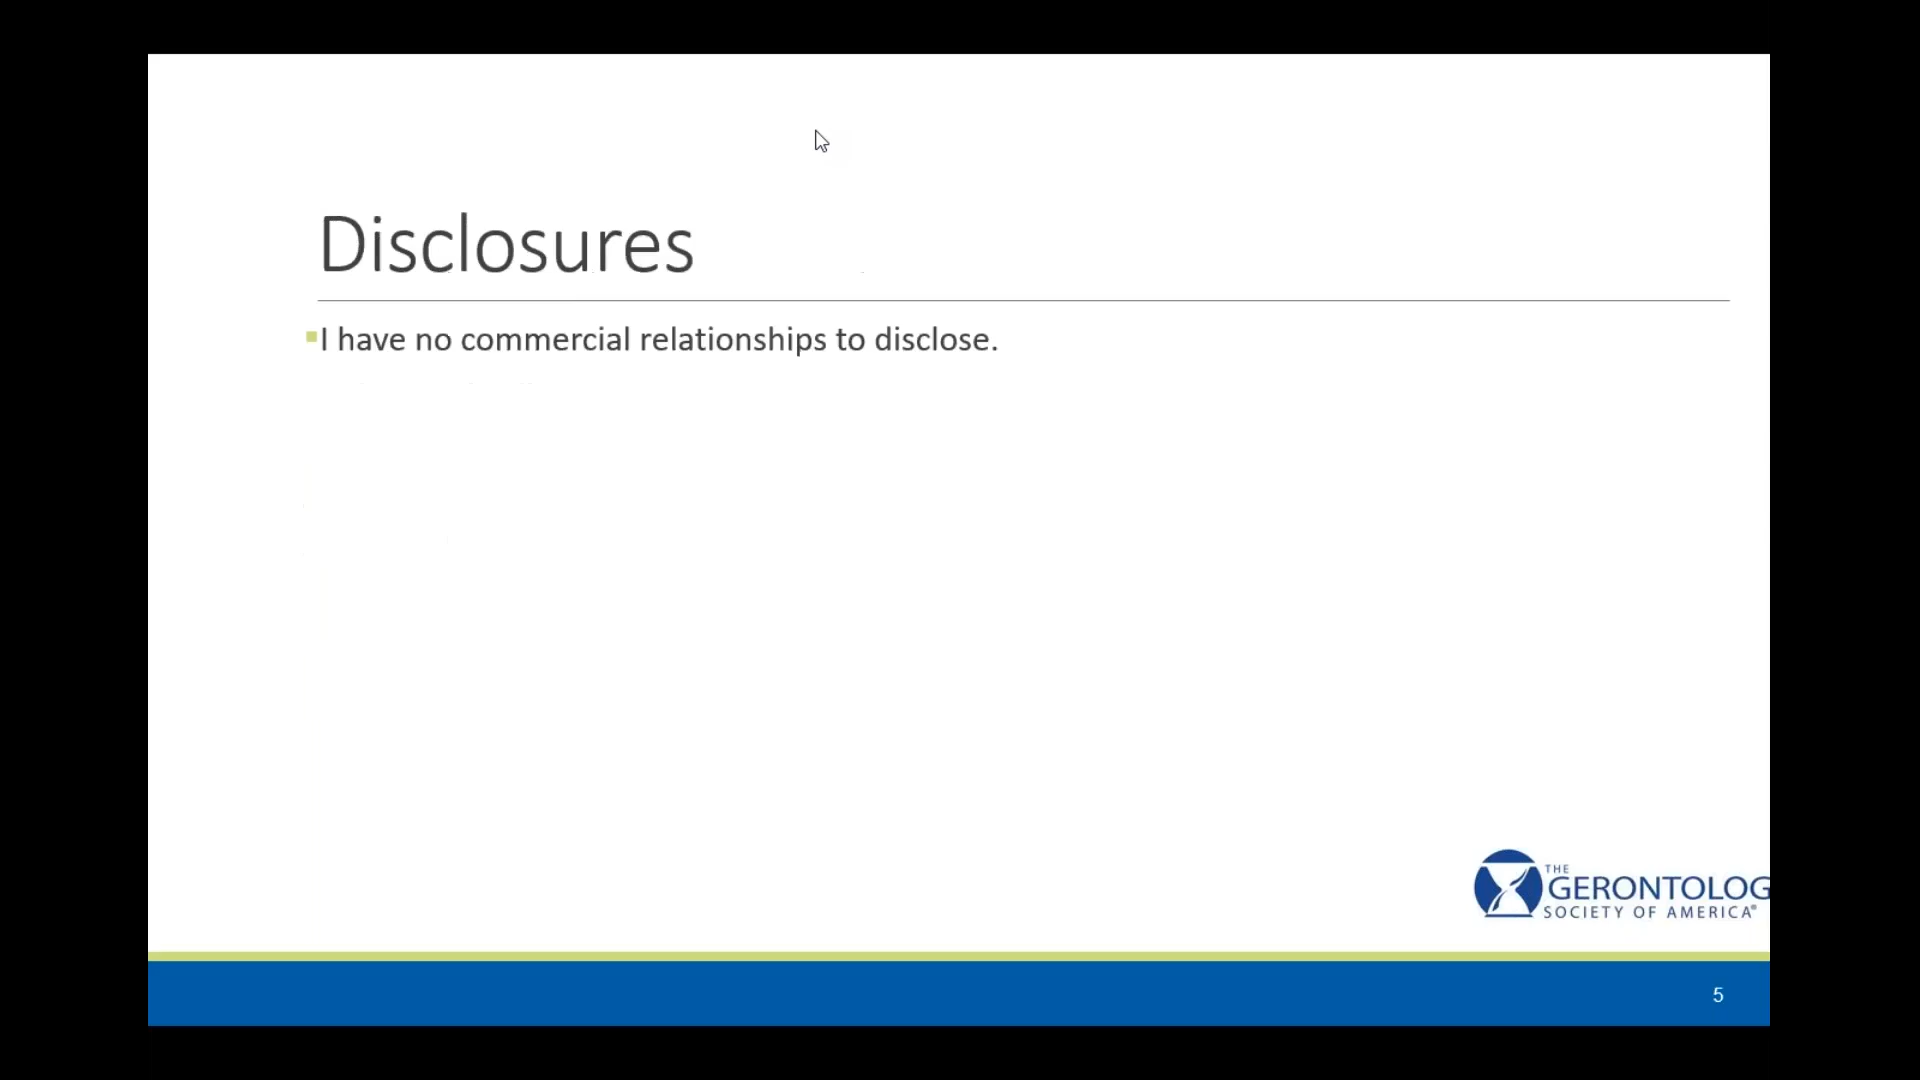 Disclosures
I have no commercial relationships to disclose.
THE
GERONTOLOG
SOCIETY OF AMERICA®
5